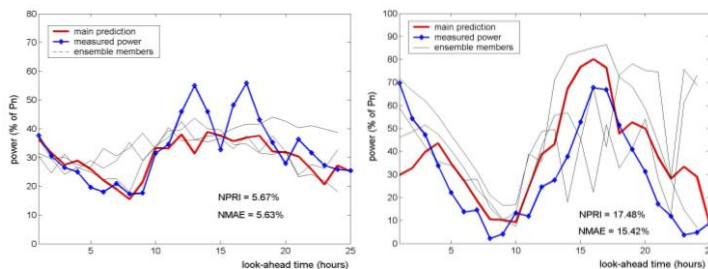 80
70
60
50
40
30
20
10
0
power (% of Pn)
main prediction
measured power
ensemble members
NPRI = 5.67%
NMAE = 5.63%
5
10
15
20
25
look-ahead time (hours)
100
90
80
70
60
50
40
30
20
10
0
power (% of Pn)
main prediction
measured power
ensemble members
NPRI = 17.48%
NMAE = 15.42%
5
10
15
20
look-ahead time (hours)